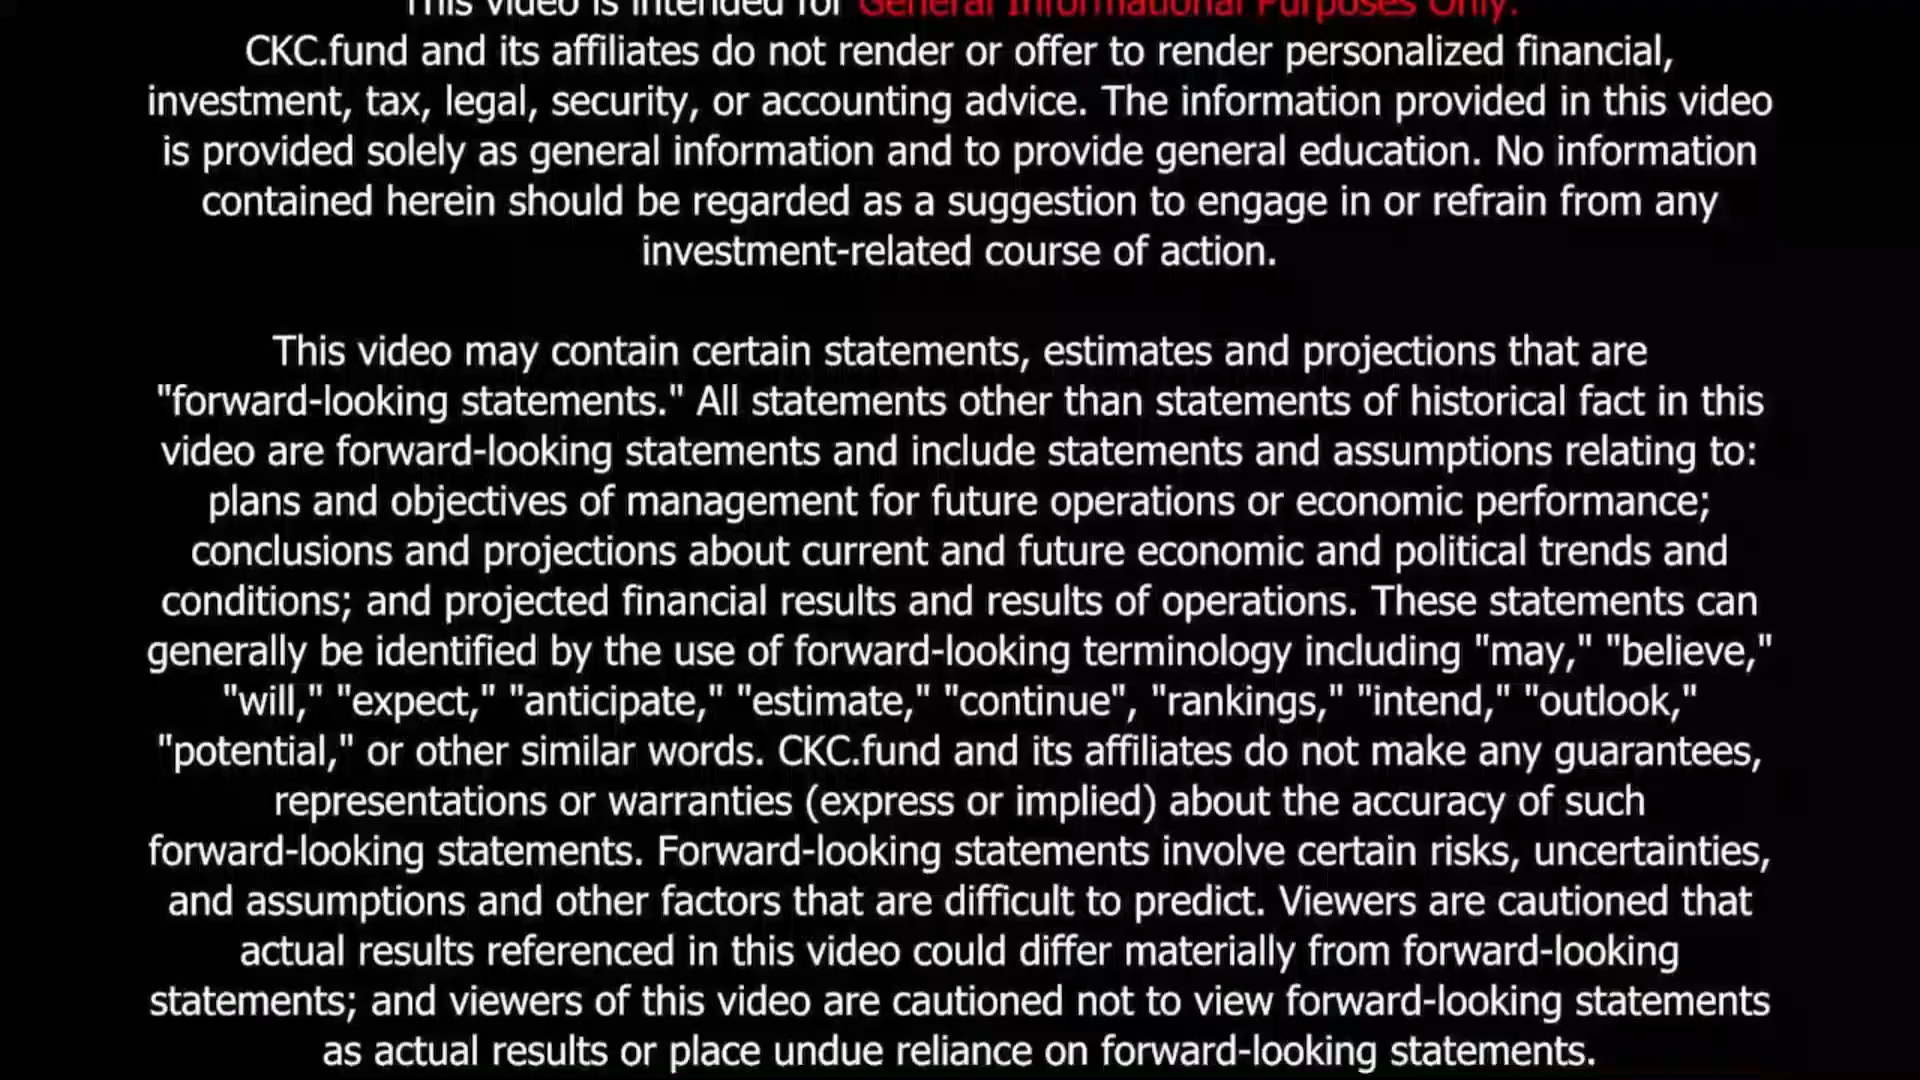 This video is intended for General Informational Purposes Only.
CKC.fund and its affiliates do not render or offer to render personalized financial,
investment, tax, legal, security, or accounting advice. The information provided in this video
is provided solely as general information and to provide general education. No information
contained herein should be regarded as a suggestion to engage in or refrain from any
investment-related course of action.
This video may contain certain statements, estimates and projections that are
"forward-looking statements." All statements other than statements of historical fact in this
video are forward-looking statements and include statements and assumptions relating to:
plans and objectives of management for future operations or economic performance;
conclusions and projections about current and future economic and political trends and
conditions; and projected financial results and results of operations. These statements can
generally be identified by the use of forward-looking terminology including "may," "believe,"
"will," "expect," "anticipate," "estimate," "continue", "rankings," "intend," "outlook,"
"potential," or other similar words. CKC.fund and its affiliates do not make any guarantees,
representations or warranties (express or implied) about the accuracy of such
forward-looking statements. Forward-looking statements involve certain risks, uncertainties,
and assumptions and other factors that are difficult to predict. Viewers are cautioned that
actual results referenced in this video could differ materially from forward-looking
statements; and viewers of this video are cautioned not to view forward-looking statements
as actual results or place undue reliance on forward-looking statements.